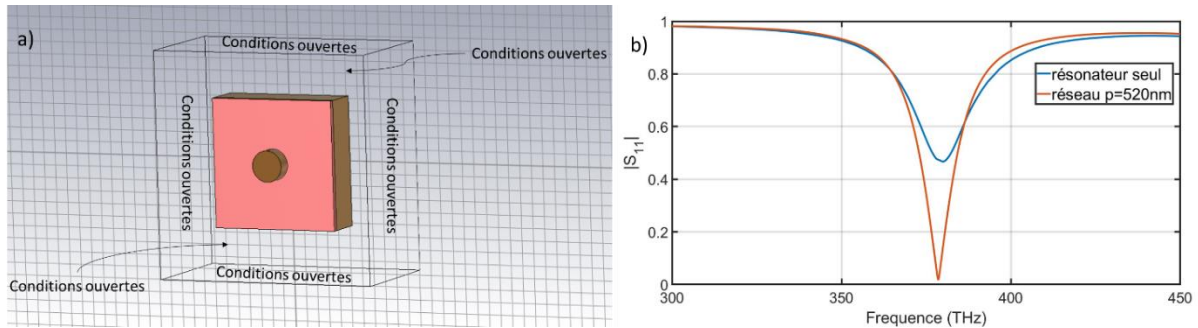 a)
Conditions ouvertes
Conditions ouvertes
Conditions ouvertes
Conditions ouvertes
Conditions ouvertes
Conditions ouvertes
b)
1
0.8
0.6
0.4
0.2
0
|S11|
résonateur seul
réseau p=520nm
300
350
400
450
Frequence (THz)